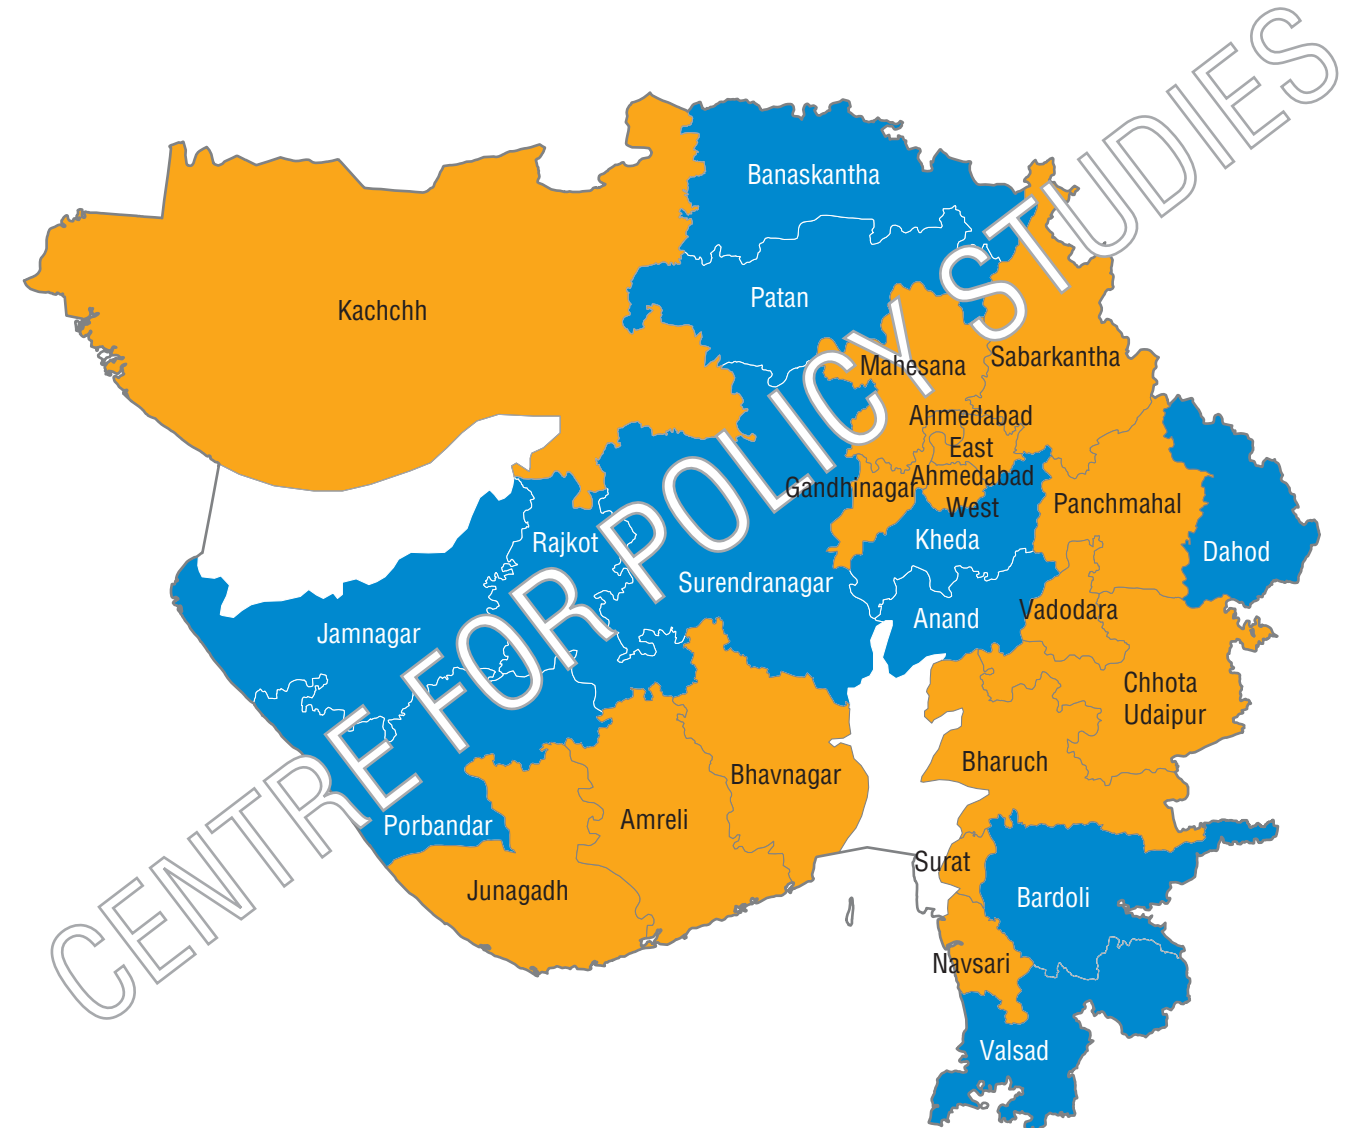 CENTRE FOR POLICY STUDIES
Banaskantha
Patan
Kachchh
Mahesana
Sabarkantha
Ahmedabad
East
Ahmedabad
West
Gandhinagar
Panchmahal
Rajkot
Kheda
Dahod
Surendranagar
Anand
Vadodara
Jamnagar
Chhota
Udaipur
Bharuch
Bhavnagar
Amreli
Porbandar
Surat
Junagadh
Bardoli
Navsari
Valsad